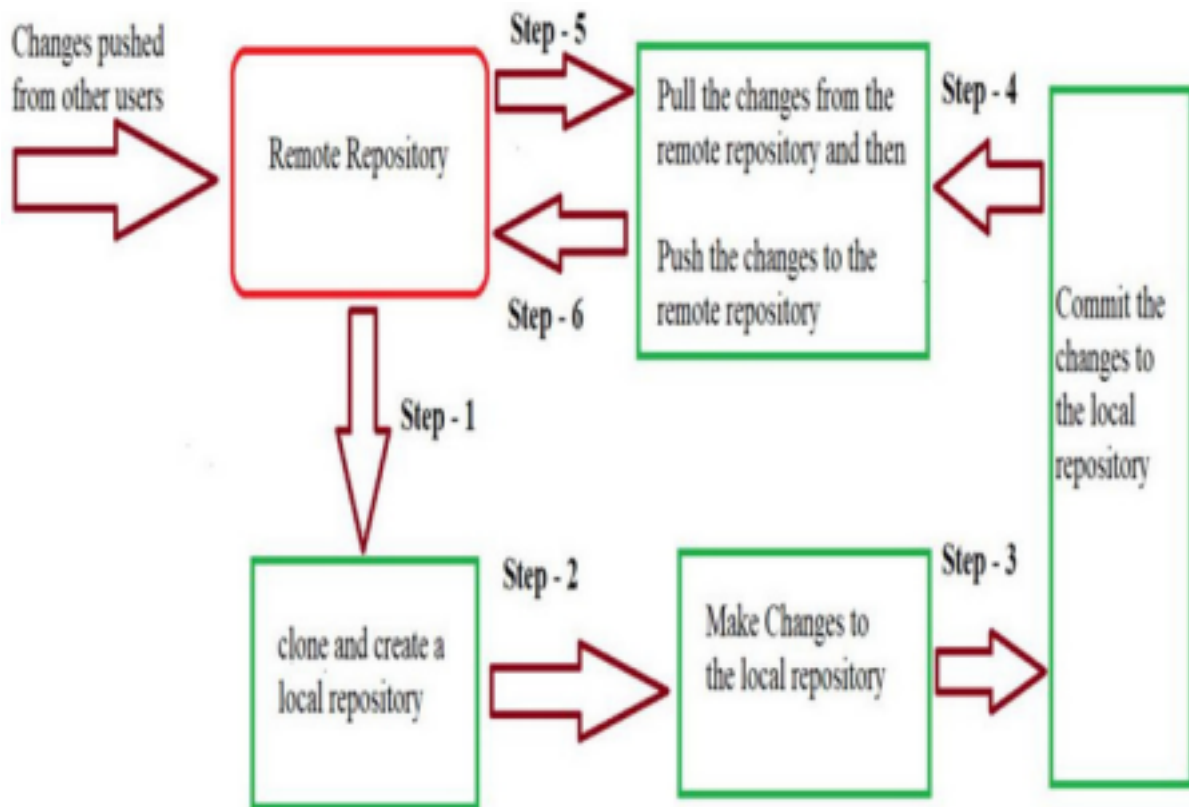 Changes pushed
from other users
Remote Repository
Step - 5
Pull the changes from the
remote repository and then
Push the changes to the
remote repository
Step - 4
Step - 6
Commit the
changes to
the local
repository
Step - 1
clone and create a
local repository
Step - 2
Make Changes to
the local repository
Step - 3